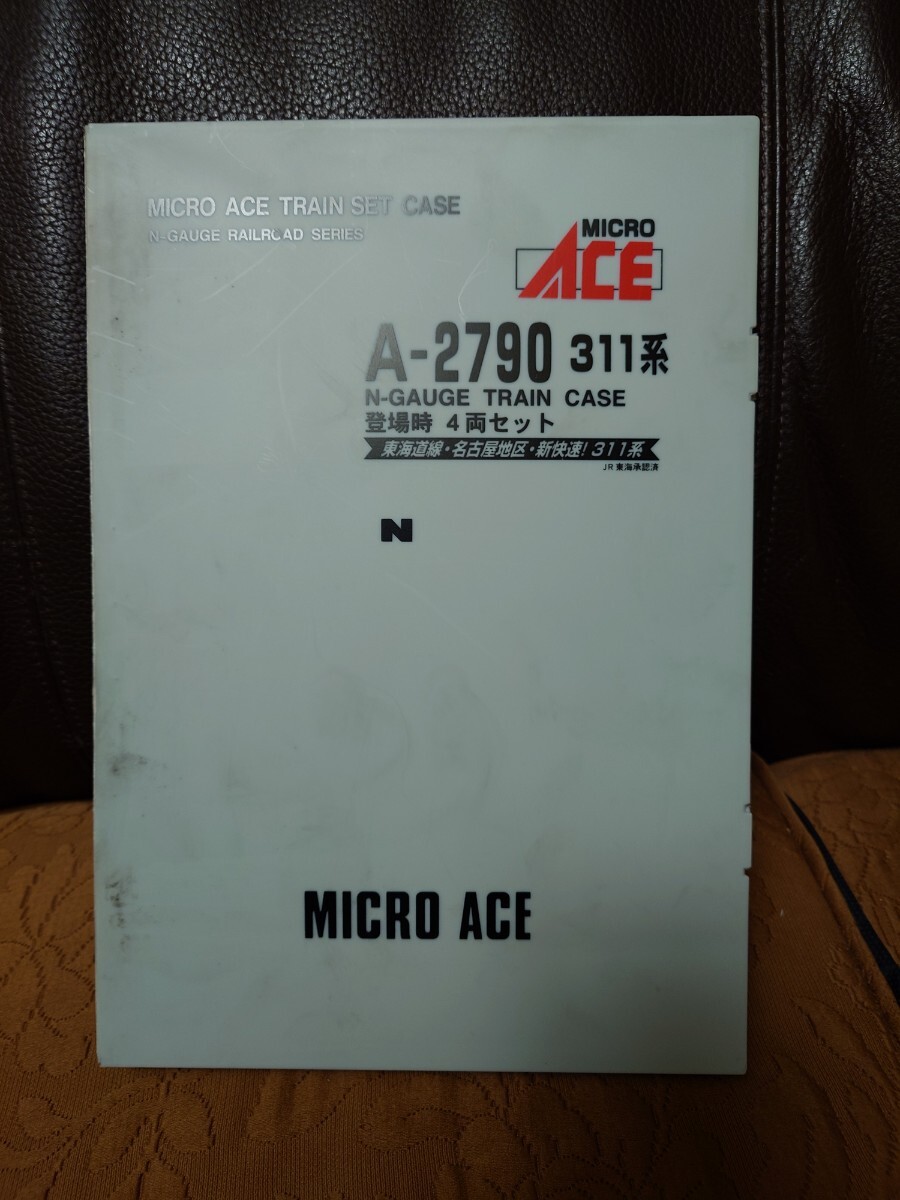 MICRO ACE TRAIN SET CASE
N-GAUGE RAILROAD SERIES
MICRO
ACE
A-2790 311系
N-GAUGE TRAIN CASE
登場時 4両セット
東海道線・名古屋地区・新快速!311系
JR東海承認済
N
MICRO ACE